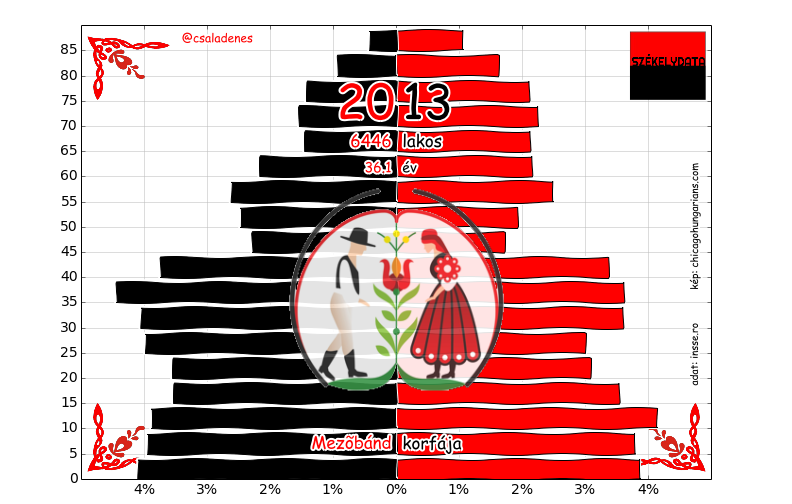 @csaladenes
SZÉKELYDATA
2013
6446 lakos
36.1 év
kép: chicagohungarians.com
adat: insse.ro
Mezőbánd korfája
85
80
75
70
65
60
55
50
45
40
35
30
25
20
15
10
5
0
4% 3% 2% 1% 0% 1% 2% 3% 4%